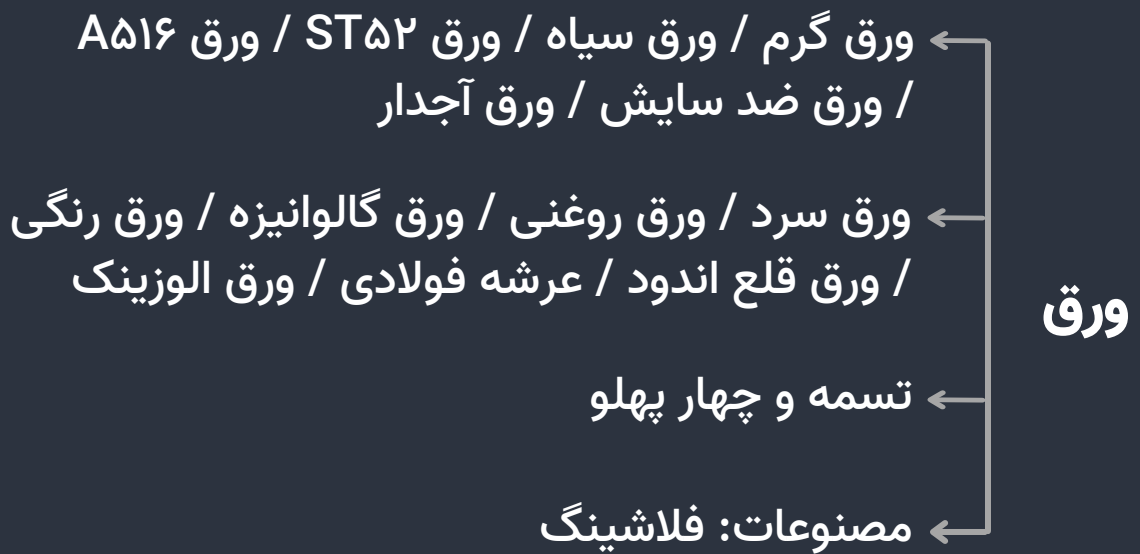 ورق
ورق گرم / ورق سیاه / ورق ST۵۲ / ورق A۵۱۶
/ ورق ضد سایش / ورق آجدار
ورق سرد / ورق روغنی / ورق گالوانیزه / ورق رنگی
/ ورق قلع اندود / عرشه فولادی / ورق الوزینک
تسمه و چهار پهلو
مصنوعات: فلاشینگ